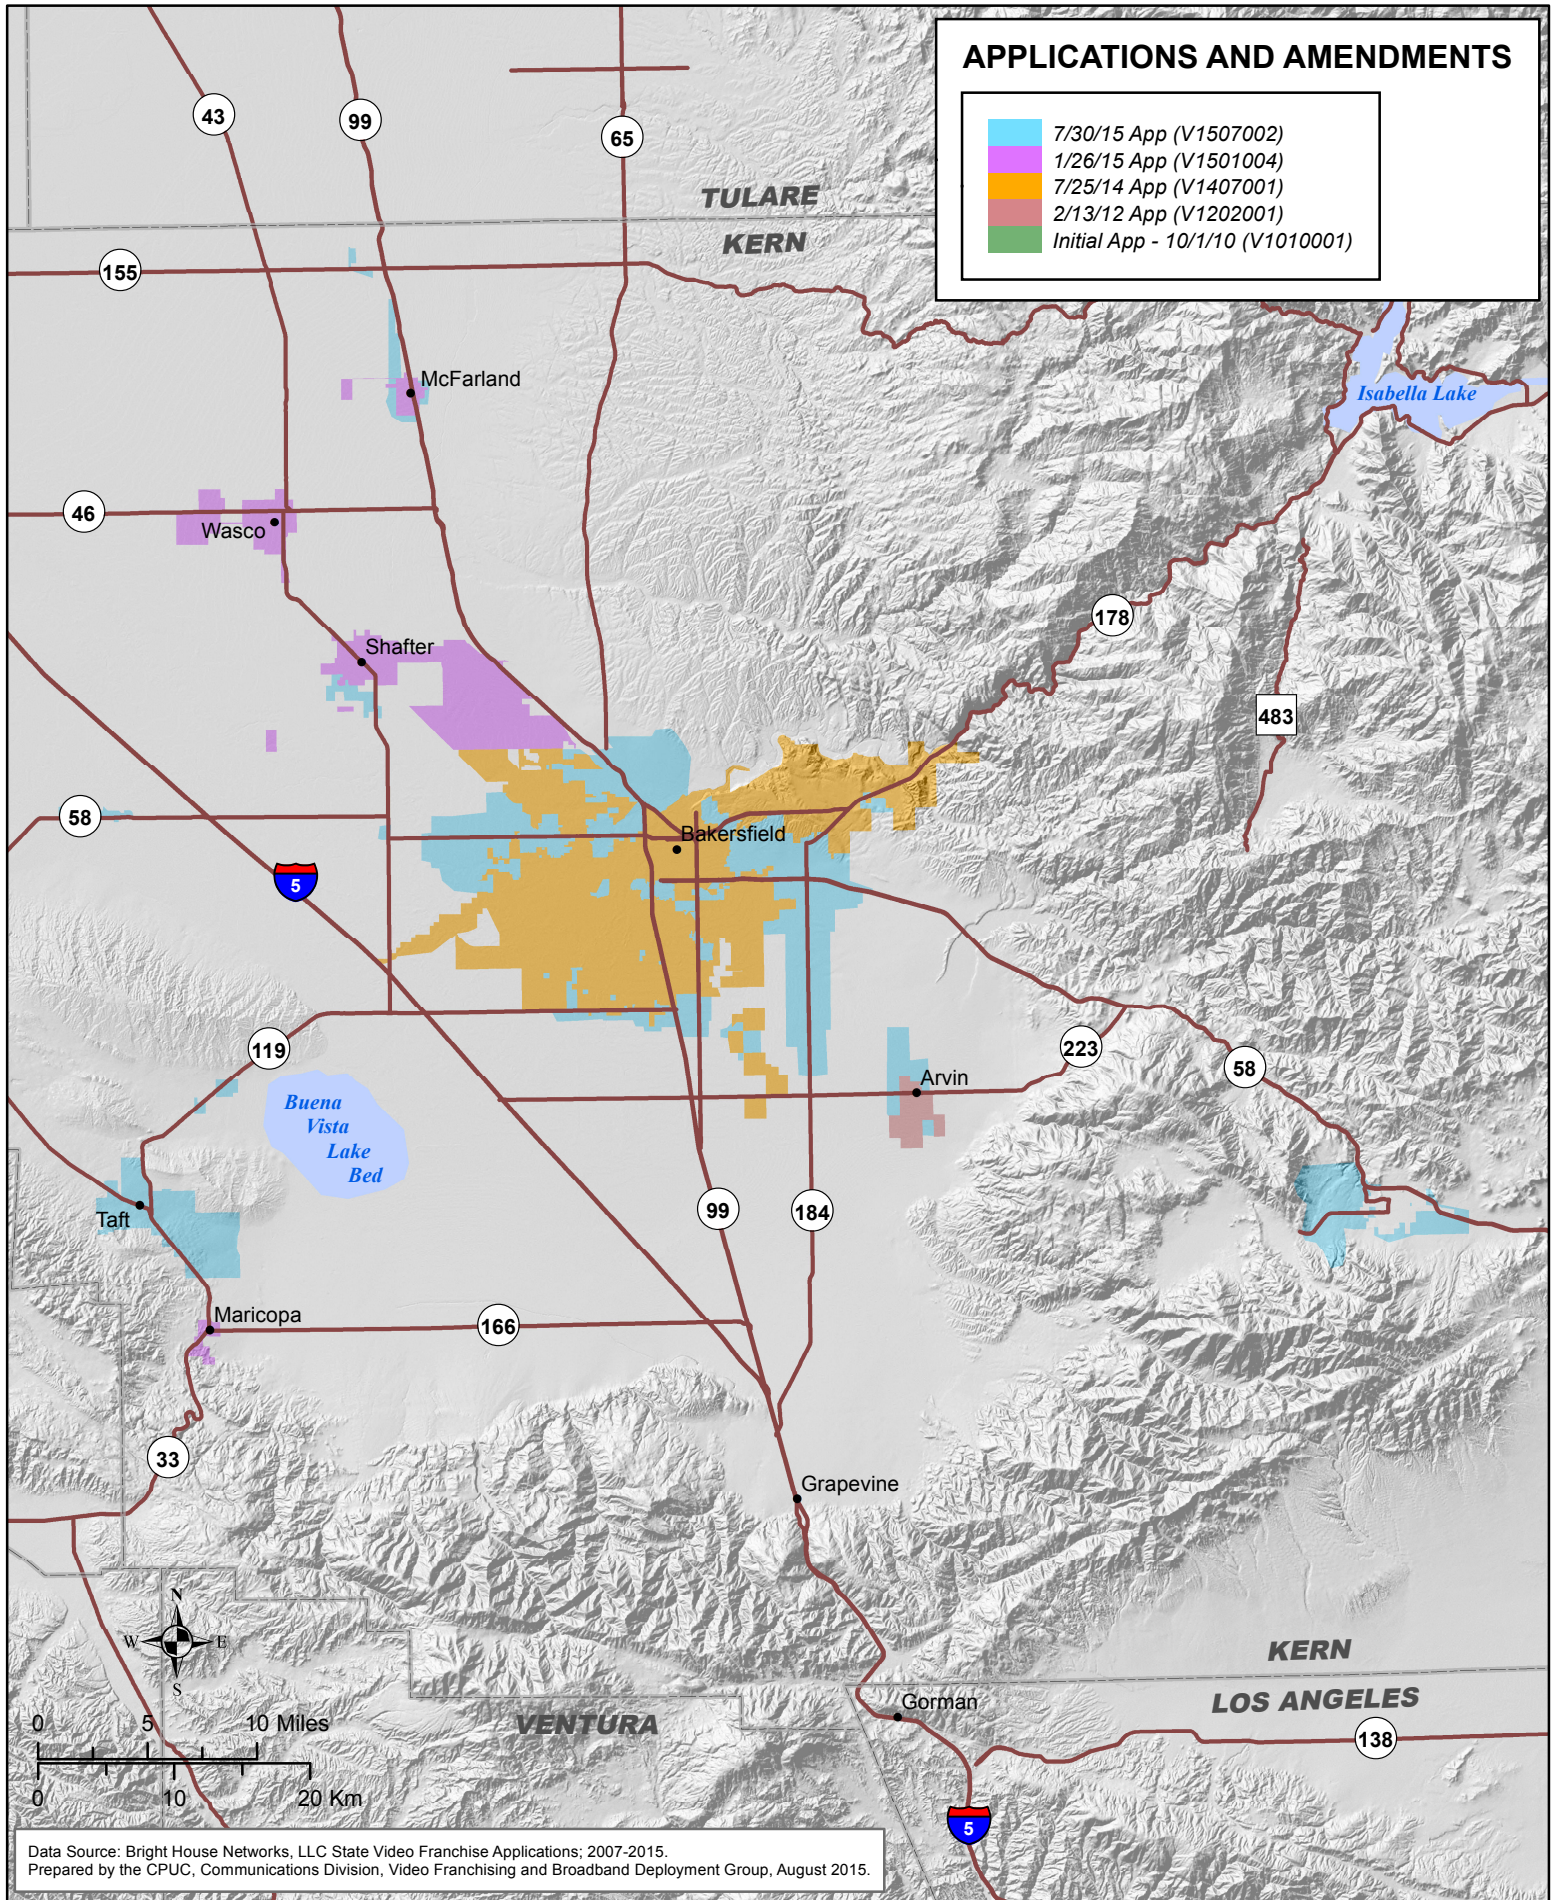 APPLICATIONS AND AMENDMENTS
7/30/15 App (V1507002)
1/26/15 App (V1501004)
7/25/14 App (V1407001)
2/13/12 App (V1202001)
Initial App - 10/1/10 (V1010001)
43
99
65
TULARE
KERN
155
McFarland
Isabella Lake
46
Wasco
178
Shafter
483
58
Bakersfield
5
119
223
58
Arvin
Buena
Vista
Lake
Bed
Taft
99
184
Maricopa
166
33
Grapevine
N
W
E
S
KERN
LOS ANGELES
Gorman
VENTURA
138
0 5 10 Miles
0 10 20 Km
5
Data Source: Bright House Networks, LLC State Video Franchise Applications; 2007-2015.
Prepared by the CPUC, Communications Division, Video Franchising and Broadband Deployment Group, August 2015.